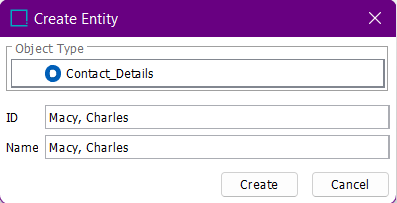 Create Entity
Object Type
Contact_Details
ID Macy, Charles
Name Macy, Charles
Create Cancel